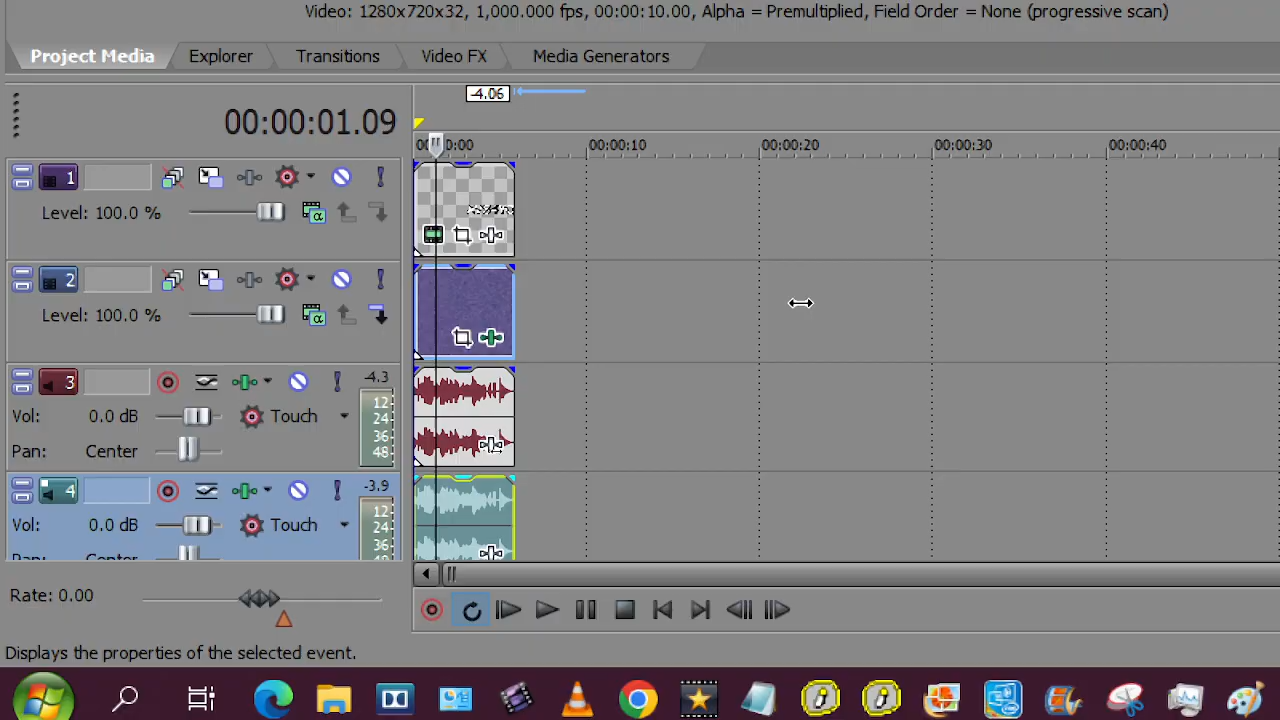 Video: 1280x720x32, 1,000.000 fps, 00:00:10.00, Alpha = Premultiplied, Field Order = None (progressive scan)
Project Media Explorer Transitions Video FX Media Generators
-4.06
00:00:01.09
00:00:10 00:00:20 00:00:30 00:00:40
1
Level: 100.0 %
2
Level: 100.0 %
3 -4.3
Vol: 0.0 dB Touch 12
24
Pan: Center 36
48
4 -3.9
Vol: 0.0 dB Touch 12
24
36
Rate: 0.00
Displays the properties of the selected event.